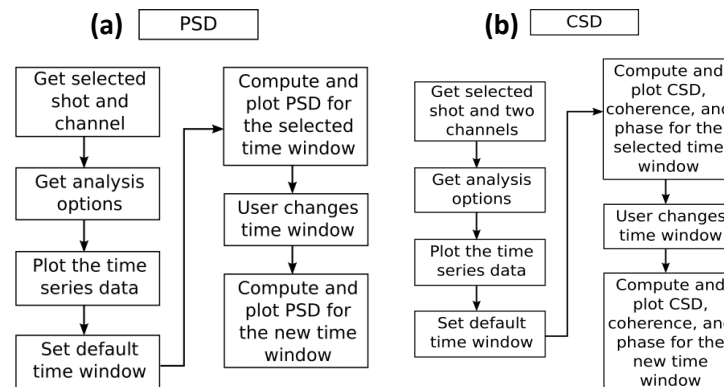 (a) PSD
Get selected
shot and
channel
Get analysis
options
Plot the time
series data
Set default
time window
Compute and
plot PSD for
the selected
time window
User changes
time window
Compute and
plot PSD for
the new time
window
(b) CSD
Get selected
shot and two
channels
Get analysis
options
Plot the time
series data
Set default
time window
Compute and
plot CSD,
coherence, and
phase for the
selected time
window
User changes
time window
Compute and
plot CSD,
coherence, and
phase for the
new time
window